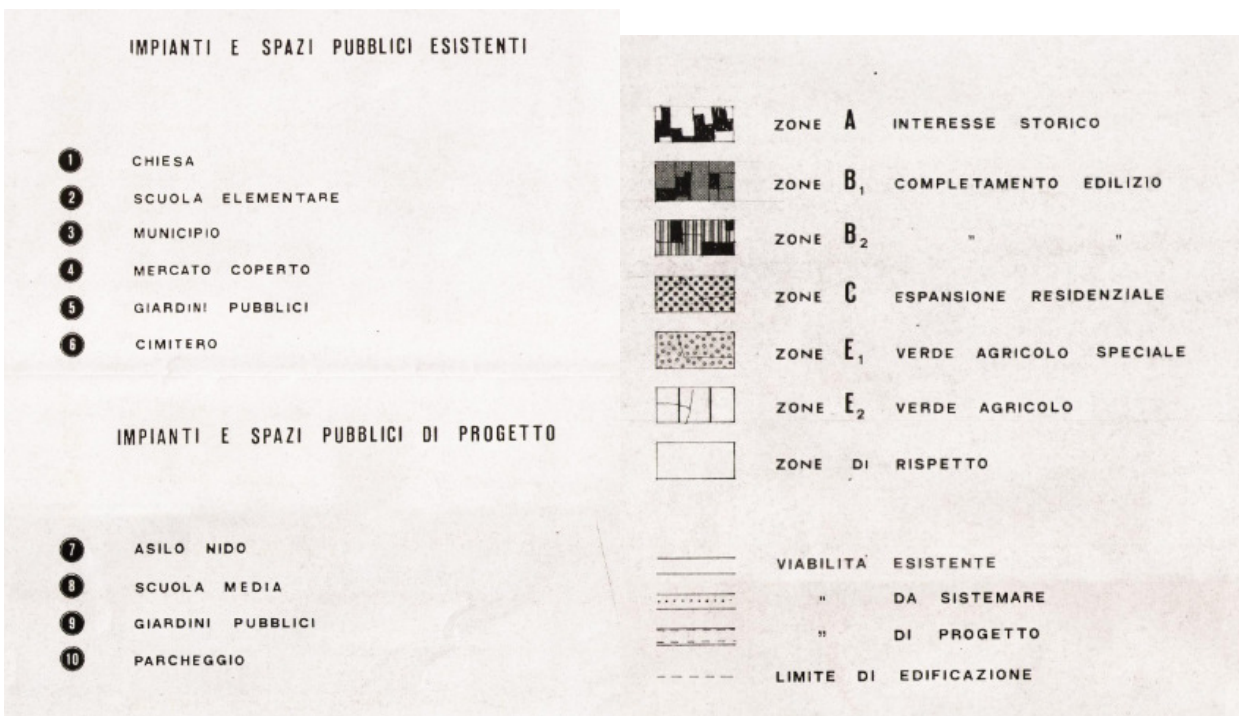 IMPIANTI E SPAZI PUBBLICI ESISTENTI
1 CHIESA
2 SCUOLA ELEMENTARE
3 MUNICIPIO
4 MERCATO COPERTO
5 GIARDINI PUBBLICI
6 CIMITERO
IMPIANTI E SPAZI PUBBLICI DI PROGETTO
7 ASILO NIDO
8 SCUOLA MEDIA
9 GIARDINI PUBBLICI
10 PARCHEGGIO
ZONE A INTERESSE STORICO
ZONE B1 COMPLETAMENTO EDILIZIO
ZONE B2 " "
ZONE C ESPANSIONE RESIDENZIALE
ZONE E1 VERDE AGRICOLO SPECIALE
ZONE E2 VERDE AGRICOLO
ZONE DI RISPETTO
VIABILITA' ESISTENTE
" DA SISTEMARE
" DI PROGETTO
LIMITE DI EDIFICAZIONE